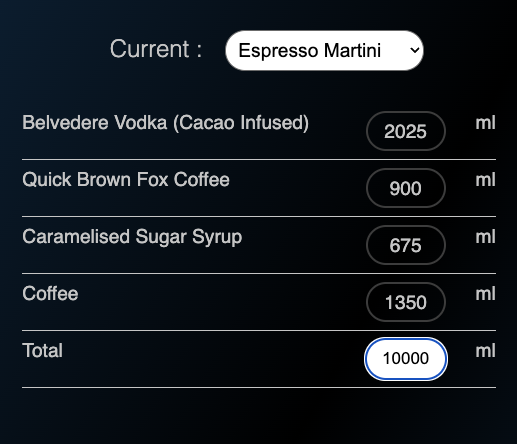 Current : Espresso Martini
Belvedere Vodka (Cacao Infused) 2025 ml
Quick Brown Fox Coffee 900 ml
Caramelised Sugar Syrup 675 ml
Coffee 1350 ml
Total 10000 ml